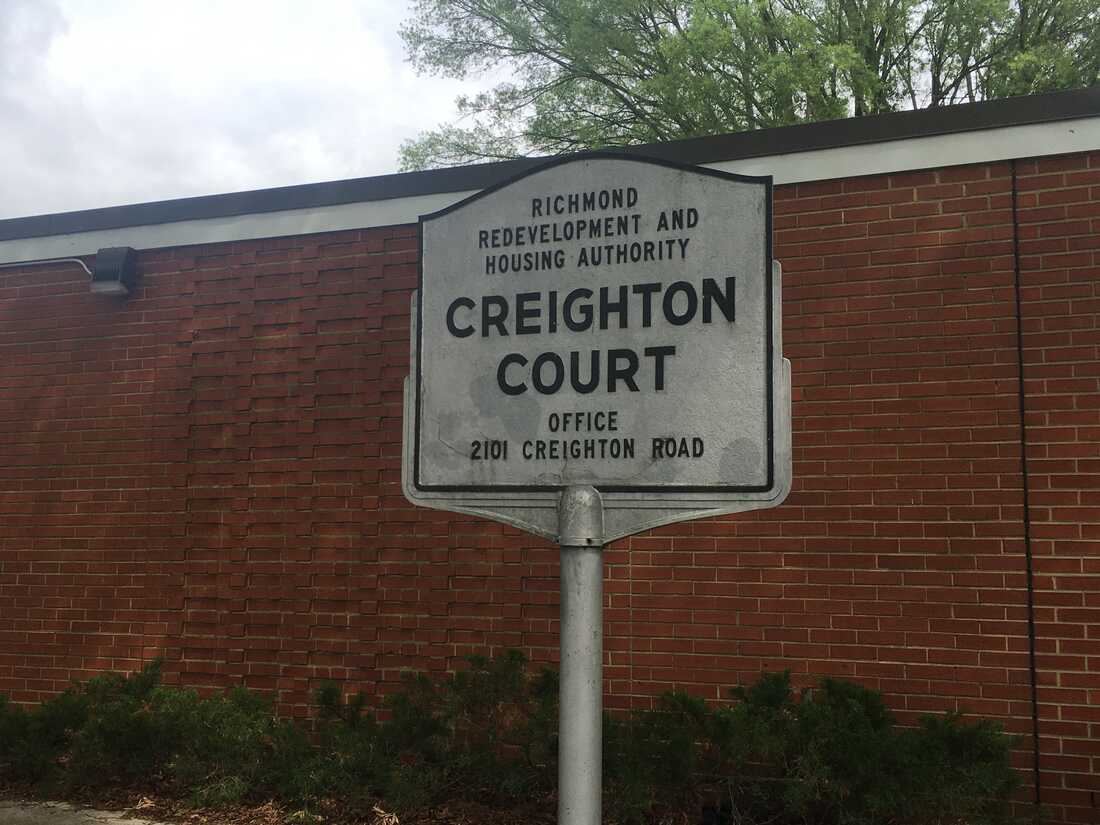 RICHMOND
REDEVELOPMENT AND
HOUSING AUTHORITY
CREIGHTON
COURT
OFFICE
2101 CREIGHTON ROAD